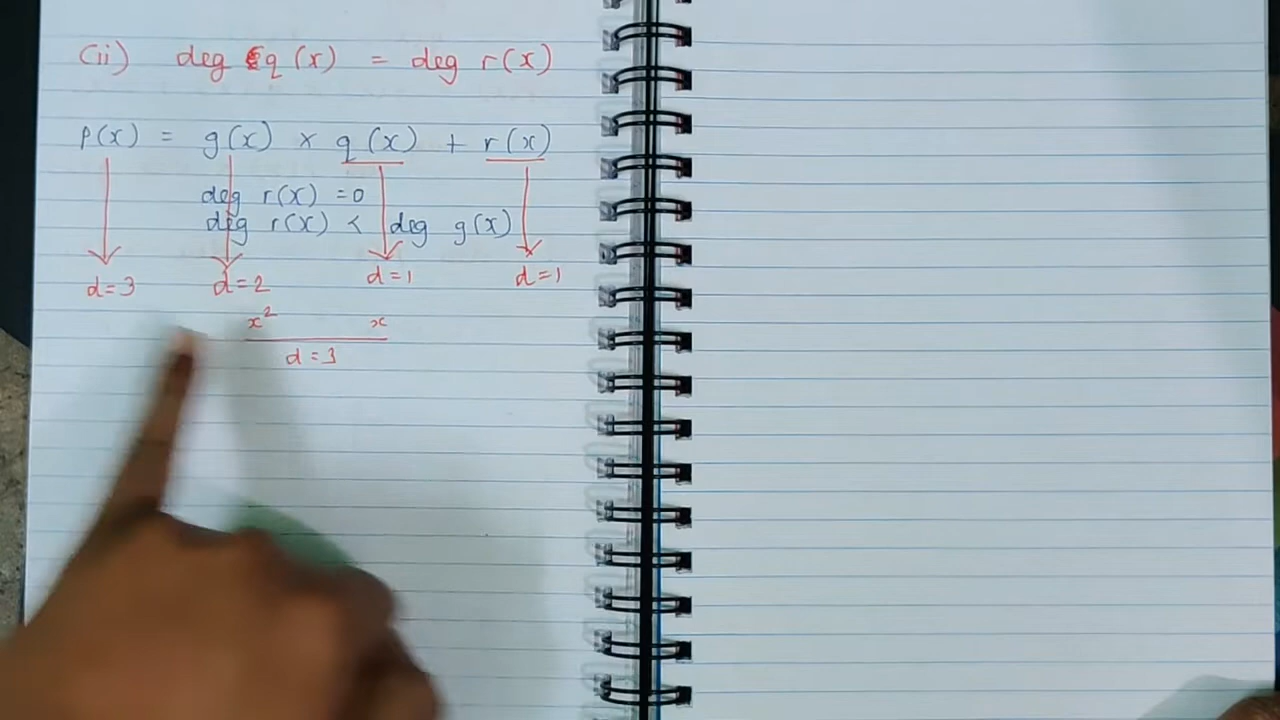 (ii) deg q(x) = deg r(x)
p(x) = g(x) × q(x) + r(x)
deg r(x) = 0
deg r(x) < deg g(x)
d=3 d=2 d=1 d=1
x² x
d=3